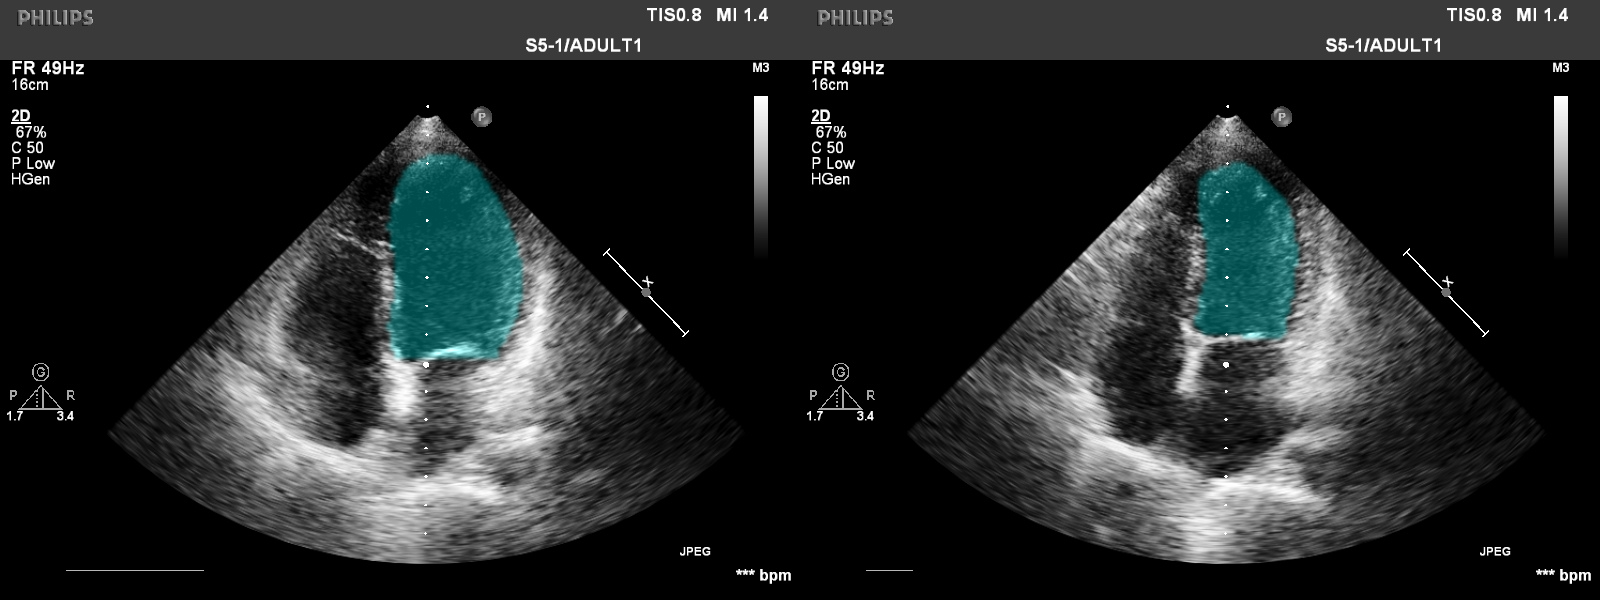 PHILIPS
TIS0.8 MI 1.4
S5-1/ADULT1
FR 49Hz
16cm
M3
2D
67%
C 50
P Low
HGen
P
x
G
P R
1.7 3.4
JPEG
*** bpm
PHILIPS
TIS0.8 MI 1.4
S5-1/ADULT1
FR 49Hz
16cm
M3
2D
67%
C 50
P Low
HGen
P
x
G
P R
1.7 3.4
JPEG
*** bpm